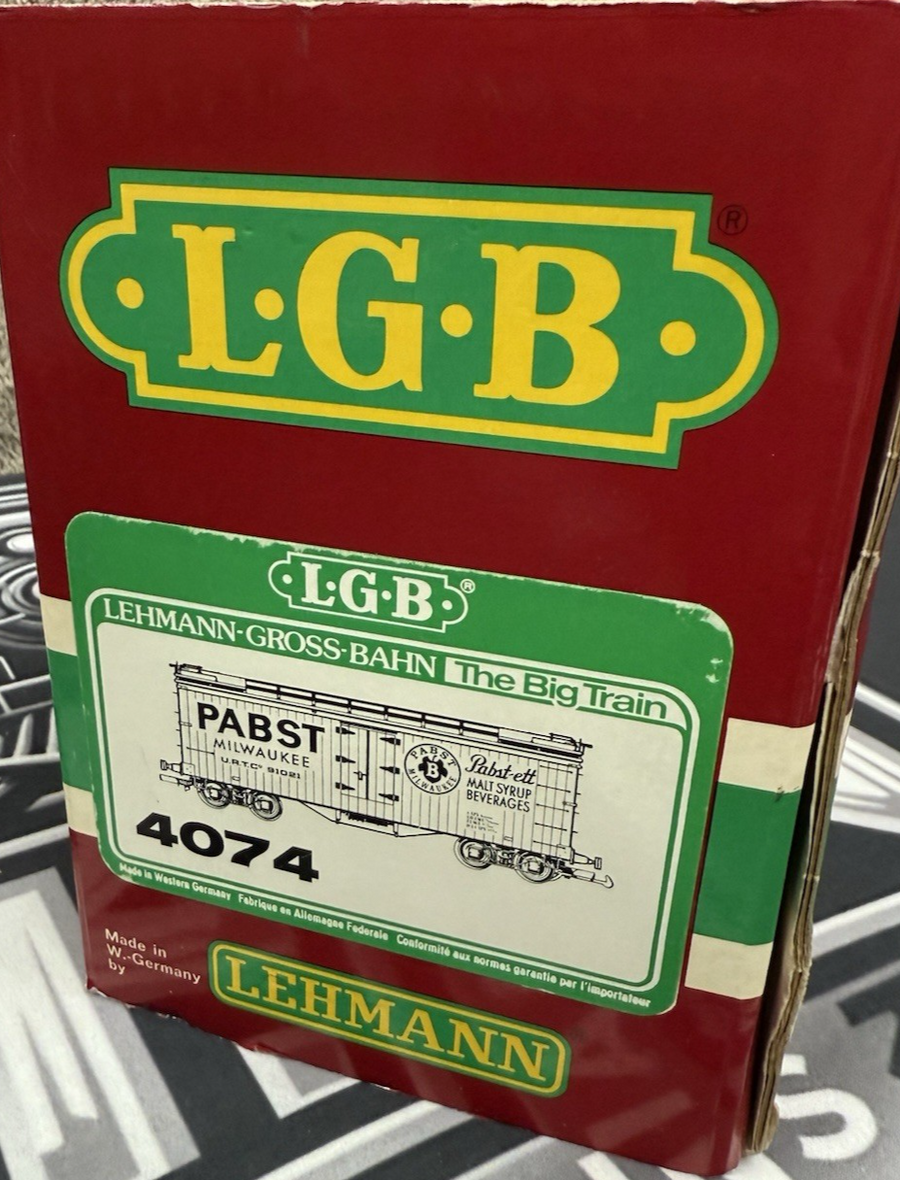 L·G·B ®
L·G·B ®
LEHMANN-GROSS-BAHN The Big Train
PABST
MILWAUKEE
U.R.T.Cº 91021
PABST
B
MILWAUKEE
Pabst-ett
MALT SYRUP
BEVERAGES
4074
Made in Western Germany Fabrique en Allemagne Federale Conformité aux normes garantie par l'importateur
Made in
W.-Germany
by
LEHMANN
S